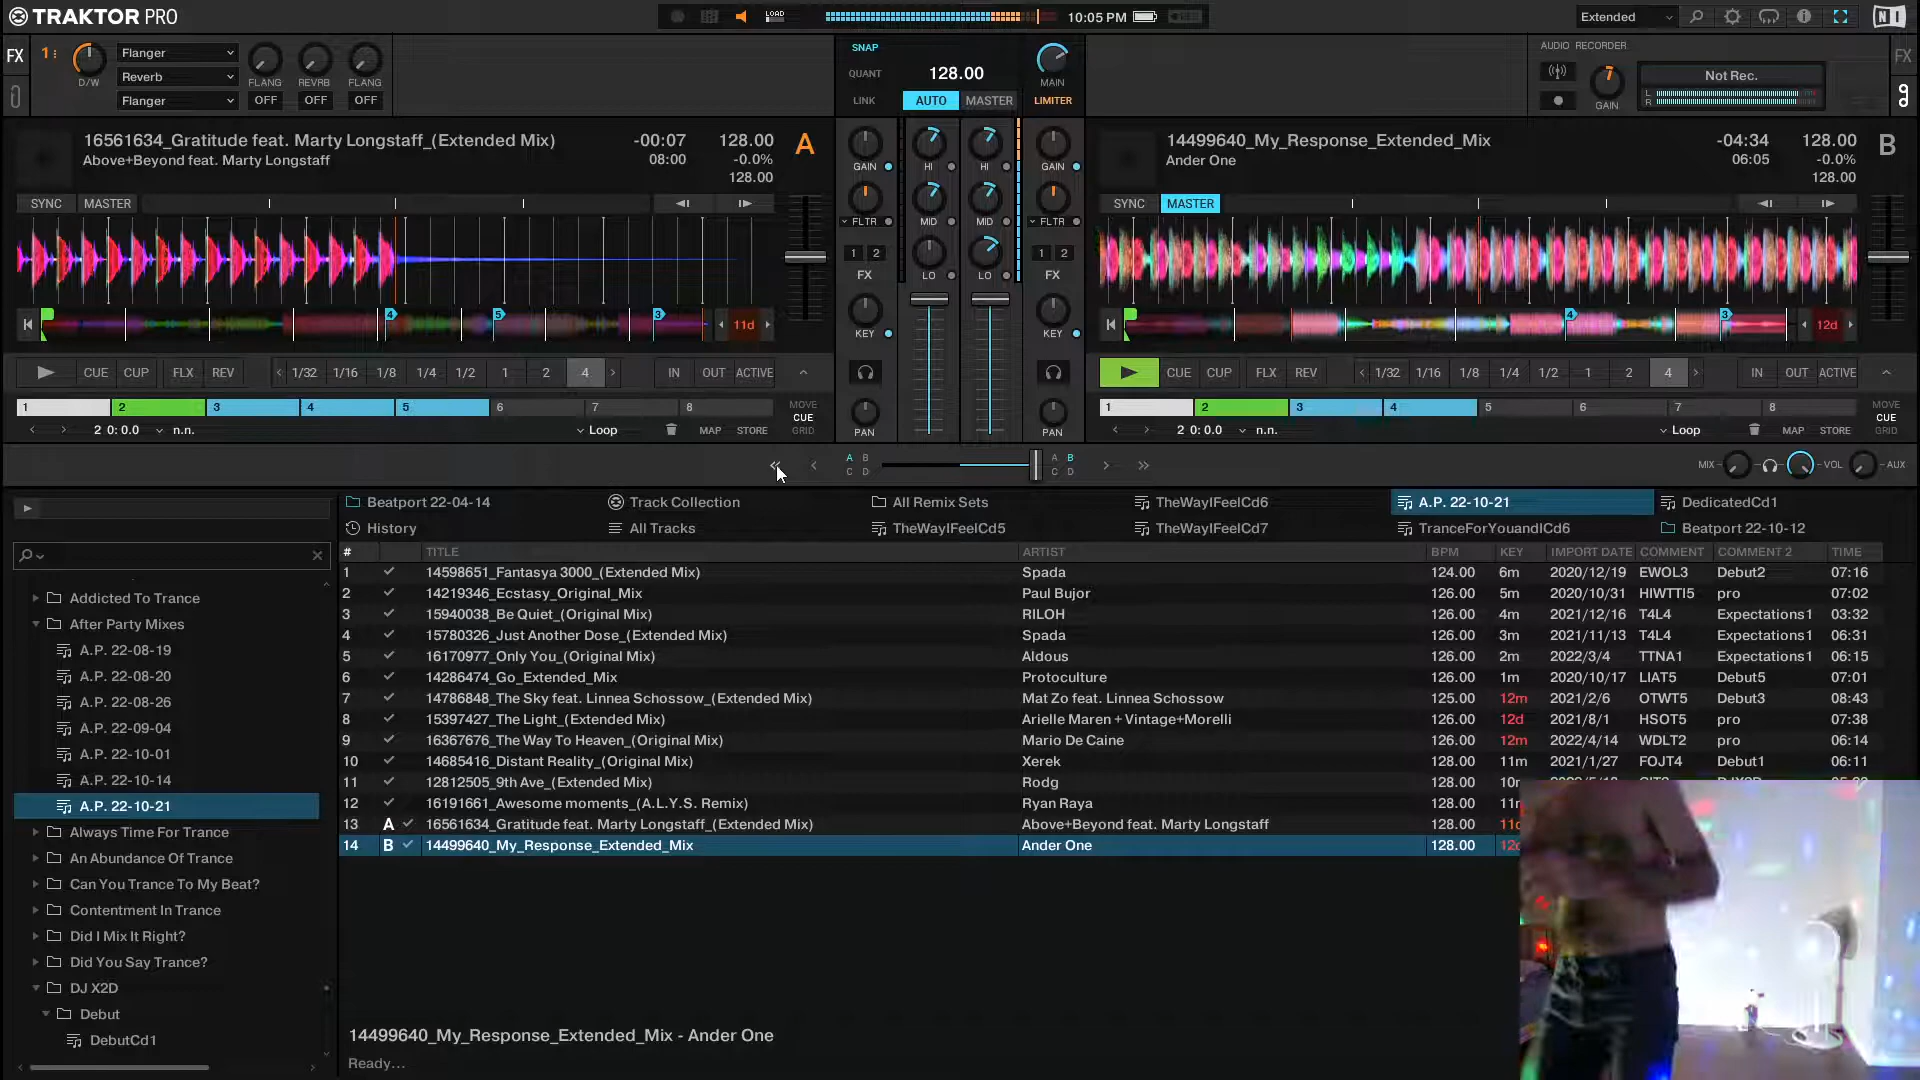 TRAKTOR PRO
LOAD
10:05 PM
Extended
FX
1
D/W
Flanger
Reverb
Flanger
FLANG REVRB FLANG
OFF OFF OFF
SNAP
QUANT
LINK
128.00
AUTO MASTER
MAIN
LIMITER
AUDIO RECORDER
GAIN
Not Rec.
L
R
FX
16561634_Gratitude feat. Marty Longstaff_(Extended Mix)
Above+Beyond feat. Marty Longstaff
-00:07
08:00
128.00
-0.0%
128.00
A
SYNC MASTER
4 5 3
11d
CUE CUP FLX REV 1/32 1/16 1/8 1/4 1/2 1 2 4 IN OUT ACTIVE
1 2 3 4 5 6 7 8
MOVE
CUE
GRID
2 0: 0.0 n.n. Loop MAP STORE
GAIN HI HI GAIN
FLTR MID MID FLTR
1 2 1 2
FX LO LO FX
KEY KEY
PAN PAN
14499640_My_Response_Extended_Mix
Ander One
-04:34
06:05
128.00
-0.0%
128.00
B
SYNC MASTER
4 3
12d
CUE CUP FLX REV 1/32 1/16 1/8 1/4 1/2 1 2 4 IN OUT ACTIVE
1 2 3 4 5 6 7 8
MOVE
CUE
GRID
2 0: 0.0 n.n. Loop MAP STORE
A B
C D
A B
C D
MIX VOL AUX
Beatport 22-04-14 Track Collection All Remix Sets TheWayIFeelCd6 A.P. 22-10-21 DedicatedCd1
History All Tracks TheWayIFeelCd5 TheWayIFeelCd7 TranceForYouandICd6 Beatport 22-10-12
# TITLE ARTIST BPM KEY IMPORT DATE COMMENT COMMENT 2 TIME
1 14598651_Fantasya 3000_(Extended Mix) Spada 124.00 6m 2020/12/19 EWOL3 Debut2 07:16
2 14219346_Ecstasy_Original_Mix Paul Bujor 126.00 5m 2020/10/31 HIWTTI5 pro 07:02
3 15940038_Be Quiet_(Original Mix) RILOH 126.00 4m 2021/12/16 T4L4 Expectations1 03:32
4 15780326_Just Another Dose_(Extended Mix) Spada 126.00 3m 2021/11/13 T4L4 Expectations1 06:31
5 16170977_Only You_(Original Mix) Aldous 126.00 2m 2022/3/4 TTNA1 Expectations1 06:15
6 14286474_Go_Extended_Mix Protoculture 126.00 1m 2020/10/17 LIAT5 Debut5 07:01
7 14786848_The Sky feat. Linnea Schossow_(Extended Mix) Mat Zo feat. Linnea Schossow 125.00 12m 2021/2/6 OTWT5 Debut3 08:43
8 15397427_The Light_(Extended Mix) Arielle Maren + Vintage+Morelli 126.00 12d 2021/8/1 HSOT5 pro 07:38
9 16367676_The Way To Heaven_(Original Mix) Mario De Caine 126.00 12m 2022/4/14 WDLT2 pro 06:14
10 14685416_Distant Reality_(Original Mix) Xerek 128.00 11m 2021/1/27 FOJT4 Debut1 06:11
11 12812505_9th Ave_(Extended Mix) Rodg 128.00
12 16191661_Awesome moments_(A.L.Y.S. Remix) Ryan Raya 128.00
13 A 16561634_Gratitude feat. Marty Longstaff_(Extended Mix) Above+Beyond feat. Marty Longstaff 128.00
14 B 14499640_My_Response_Extended_Mix Ander One 128.00
Addicted To Trance
After Party Mixes
A.P. 22-08-19
A.P. 22-08-20
A.P. 22-08-26
A.P. 22-09-04
A.P. 22-10-01
A.P. 22-10-14
A.P. 22-10-21
Always Time For Trance
An Abundance Of Trance
Can You Trance To My Beat?
Contentment In Trance
Did I Mix It Right?
Did You Say Trance?
DJ X2D
Debut
DebutCd1
14499640_My_Response_Extended_Mix - Ander One
Ready...